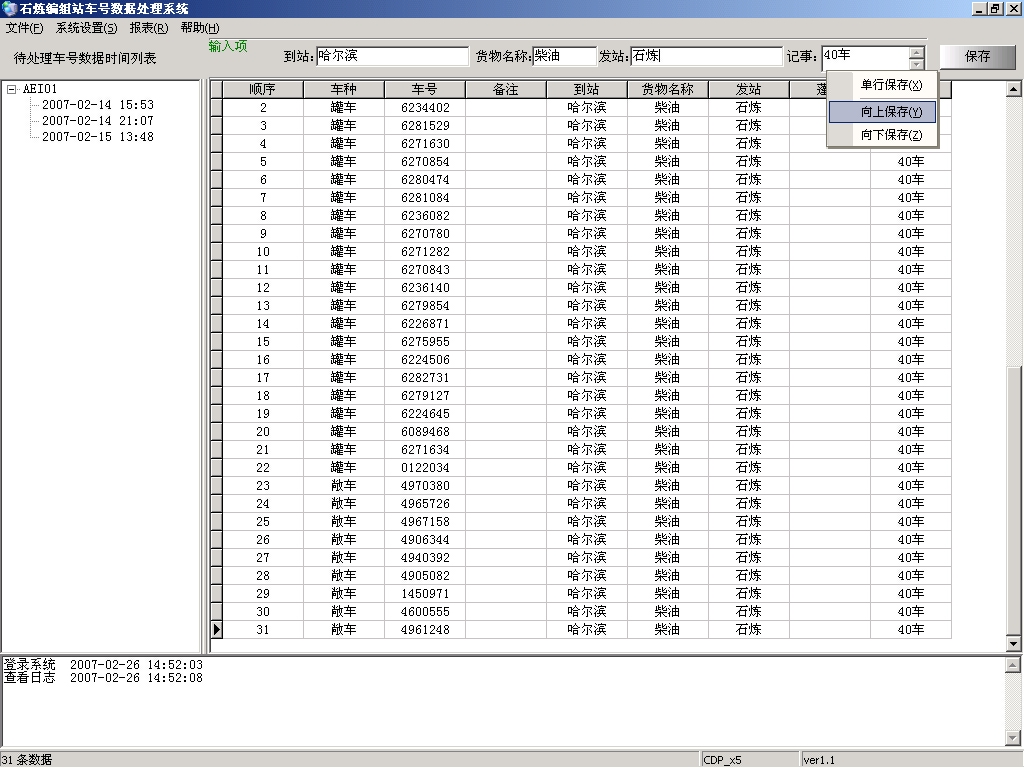 石炼编组站车号数据处理系统
文件(F) 系统设置(S) 报表(R) 帮助(H)
输入项
待处理车号数据时间列表 到站: 哈尔滨 货物名称: 柴油 发站: 石炼 记事: 40车 保存
单行保存(X)
向上保存(Y)
向下保存(Z)
AEI01
2007-02-14 15:53
2007-02-14 21:07
2007-02-15 13:48
顺序 车种 车号 备注 到站 货物名称 发站 蓬
2 罐车 6234402 哈尔滨 柴油 石炼
3 罐车 6281529 哈尔滨 柴油 石炼
4 罐车 6271630 哈尔滨 柴油 石炼
5 罐车 6270854 哈尔滨 柴油 石炼 40车
6 罐车 6280474 哈尔滨 柴油 石炼 40车
7 罐车 6281084 哈尔滨 柴油 石炼 40车
8 罐车 6236082 哈尔滨 柴油 石炼 40车
9 罐车 6270780 哈尔滨 柴油 石炼 40车
10 罐车 6271282 哈尔滨 柴油 石炼 40车
11 罐车 6270843 哈尔滨 柴油 石炼 40车
12 罐车 6236140 哈尔滨 柴油 石炼 40车
13 罐车 6279854 哈尔滨 柴油 石炼 40车
14 罐车 6226871 哈尔滨 柴油 石炼 40车
15 罐车 6275955 哈尔滨 柴油 石炼 40车
16 罐车 6224506 哈尔滨 柴油 石炼 40车
17 罐车 6282731 哈尔滨 柴油 石炼 40车
18 罐车 6279127 哈尔滨 柴油 石炼 40车
19 罐车 6224645 哈尔滨 柴油 石炼 40车
20 罐车 6089468 哈尔滨 柴油 石炼 40车
21 罐车 6271634 哈尔滨 柴油 石炼 40车
22 罐车 0122034 哈尔滨 柴油 石炼 40车
23 敞车 4970380 哈尔滨 柴油 石炼 40车
24 敞车 4965726 哈尔滨 柴油 石炼 40车
25 敞车 4967158 哈尔滨 柴油 石炼 40车
26 敞车 4906344 哈尔滨 柴油 石炼 40车
27 敞车 4940392 哈尔滨 柴油 石炼 40车
28 敞车 4905082 哈尔滨 柴油 石炼 40车
29 敞车 1450971 哈尔滨 柴油 石炼 40车
30 敞车 4600555 哈尔滨 柴油 石炼 40车
31 敞车 4961248 哈尔滨 柴油 石炼 40车
登录系统 2007-02-26 14:52:03
查看日志 2007-02-26 14:52:08
31 条数据 CDP_x5 ver1.1